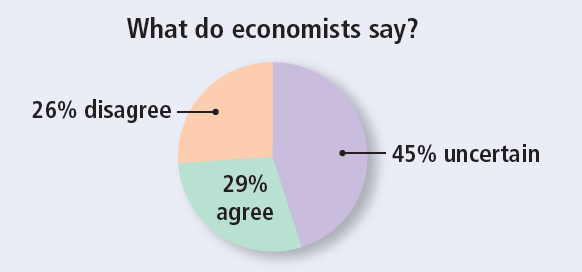 What do economists say?
26% disagree
45% uncertain
29%
agree